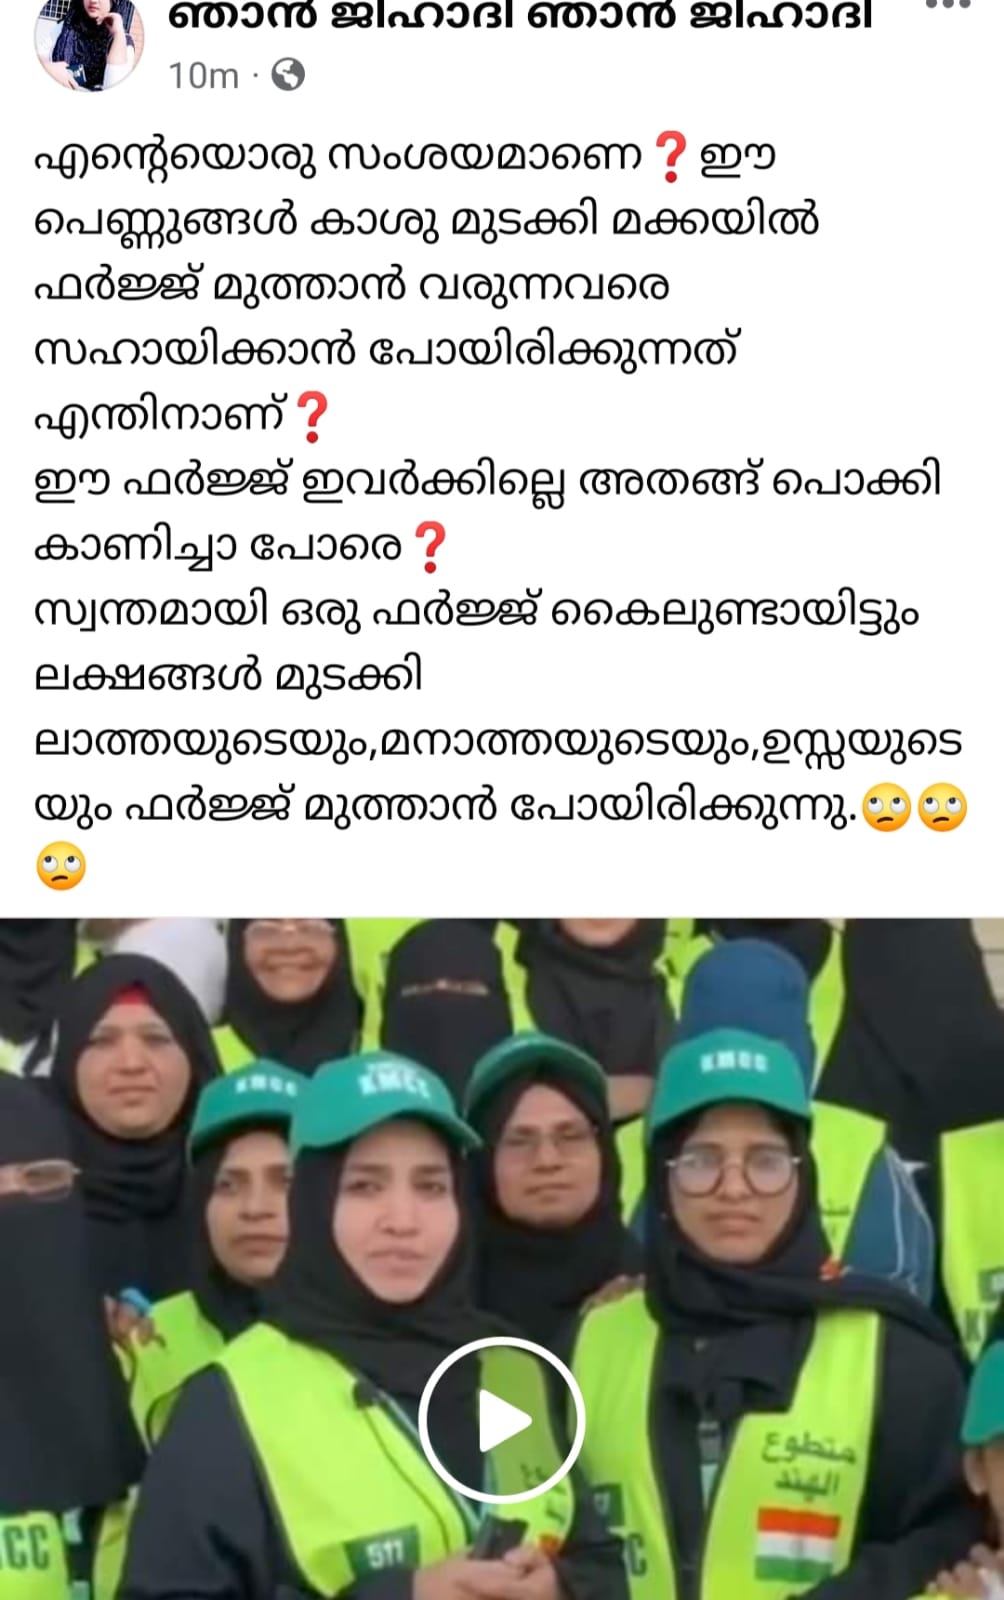 ഞാൻ ജിഹാദി ഞാൻ ജിഹാദി
10m ·
എന്റെയൊരു സംശയമാണെ❓ഈ
പെണ്ണുങ്ങൾ കാശു മുടക്കി മക്കയിൽ
ഫർജ്ജ് മുത്താൻ വരുന്നവരെ
സഹായിക്കാൻ പോയിരിക്കുന്നത്
എന്തിനാണ്❓
ഈ ഫർജ്ജ് ഇവർക്കില്ലെ അതങ്ങ് പൊക്കി
കാണിച്ചാ പോരെ❓
സ്വന്തമായി ഒരു ഫർജ്ജ് കൈലുണ്ടായിട്ടും
ലക്ഷങ്ങൾ മുടക്കി
ലാത്തയുടെയും,മനാത്തയുടെയും,ഉസ്സയുടെ
യും ഫർജ്ജ് മുത്താൻ പോയിരിക്കുന്നു.🙄🙄
🙄
KMCC
KMCC
KMCC
متطوع
الهند
511
CC